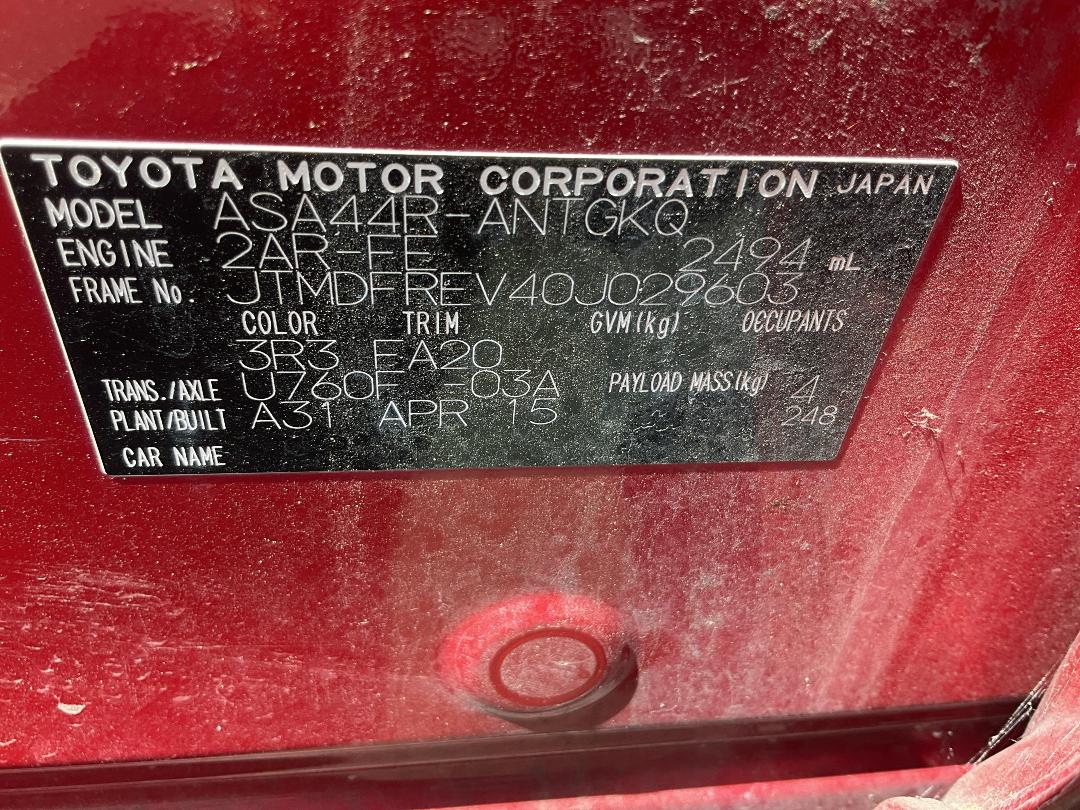 TOYOTA MOTOR CORPORATION JAPAN
MODEL ASA44R-ANTGKQ
ENGINE 2AR-FE 2494 mL
FRAME No. JTMDFREV40J029603
COLOR TRIM GVM(kg) OCCUPANTS
3R3 EA20
TRANS./AXLE U760F -03A PAYLOAD MASS(kg) 4
PLANT/BUILT A31 APR 15 248
CAR NAME